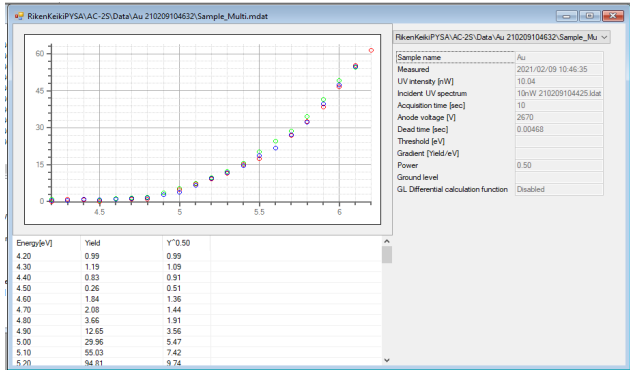 RikenKeikiPYSA\AC-2S\Data\Au 210209104632\Sample_Multi.mdat
60
45
30
15
0
4.5 5 5.5 6
RikenKeikiPYSA\AC-2S\Data\Au 210209104632\Sample_Mu
Sample name Au
Measured 2021/02/09 10:46:35
UV intensity [nW] 10.04
Incident UV spectrum 10nW 210209104425.ldat
Acquisition time [sec] 10
Anode voltage [V] 2670
Dead time [sec] 0.00468
Threshold [eV]
Gradient [Yield/eV]
Power 0.50
Ground level
GL Differential calculation function Disabled
Energy[eV] Yield Y^0.50
4.20 0.99 0.99
4.30 1.19 1.09
4.40 0.83 0.91
4.50 0.26 0.51
4.60 1.84 1.36
4.70 2.08 1.44
4.80 3.66 1.91
4.90 12.65 3.56
5.00 29.96 5.47
5.10 55.03 7.42
5.20 94.81 9.74